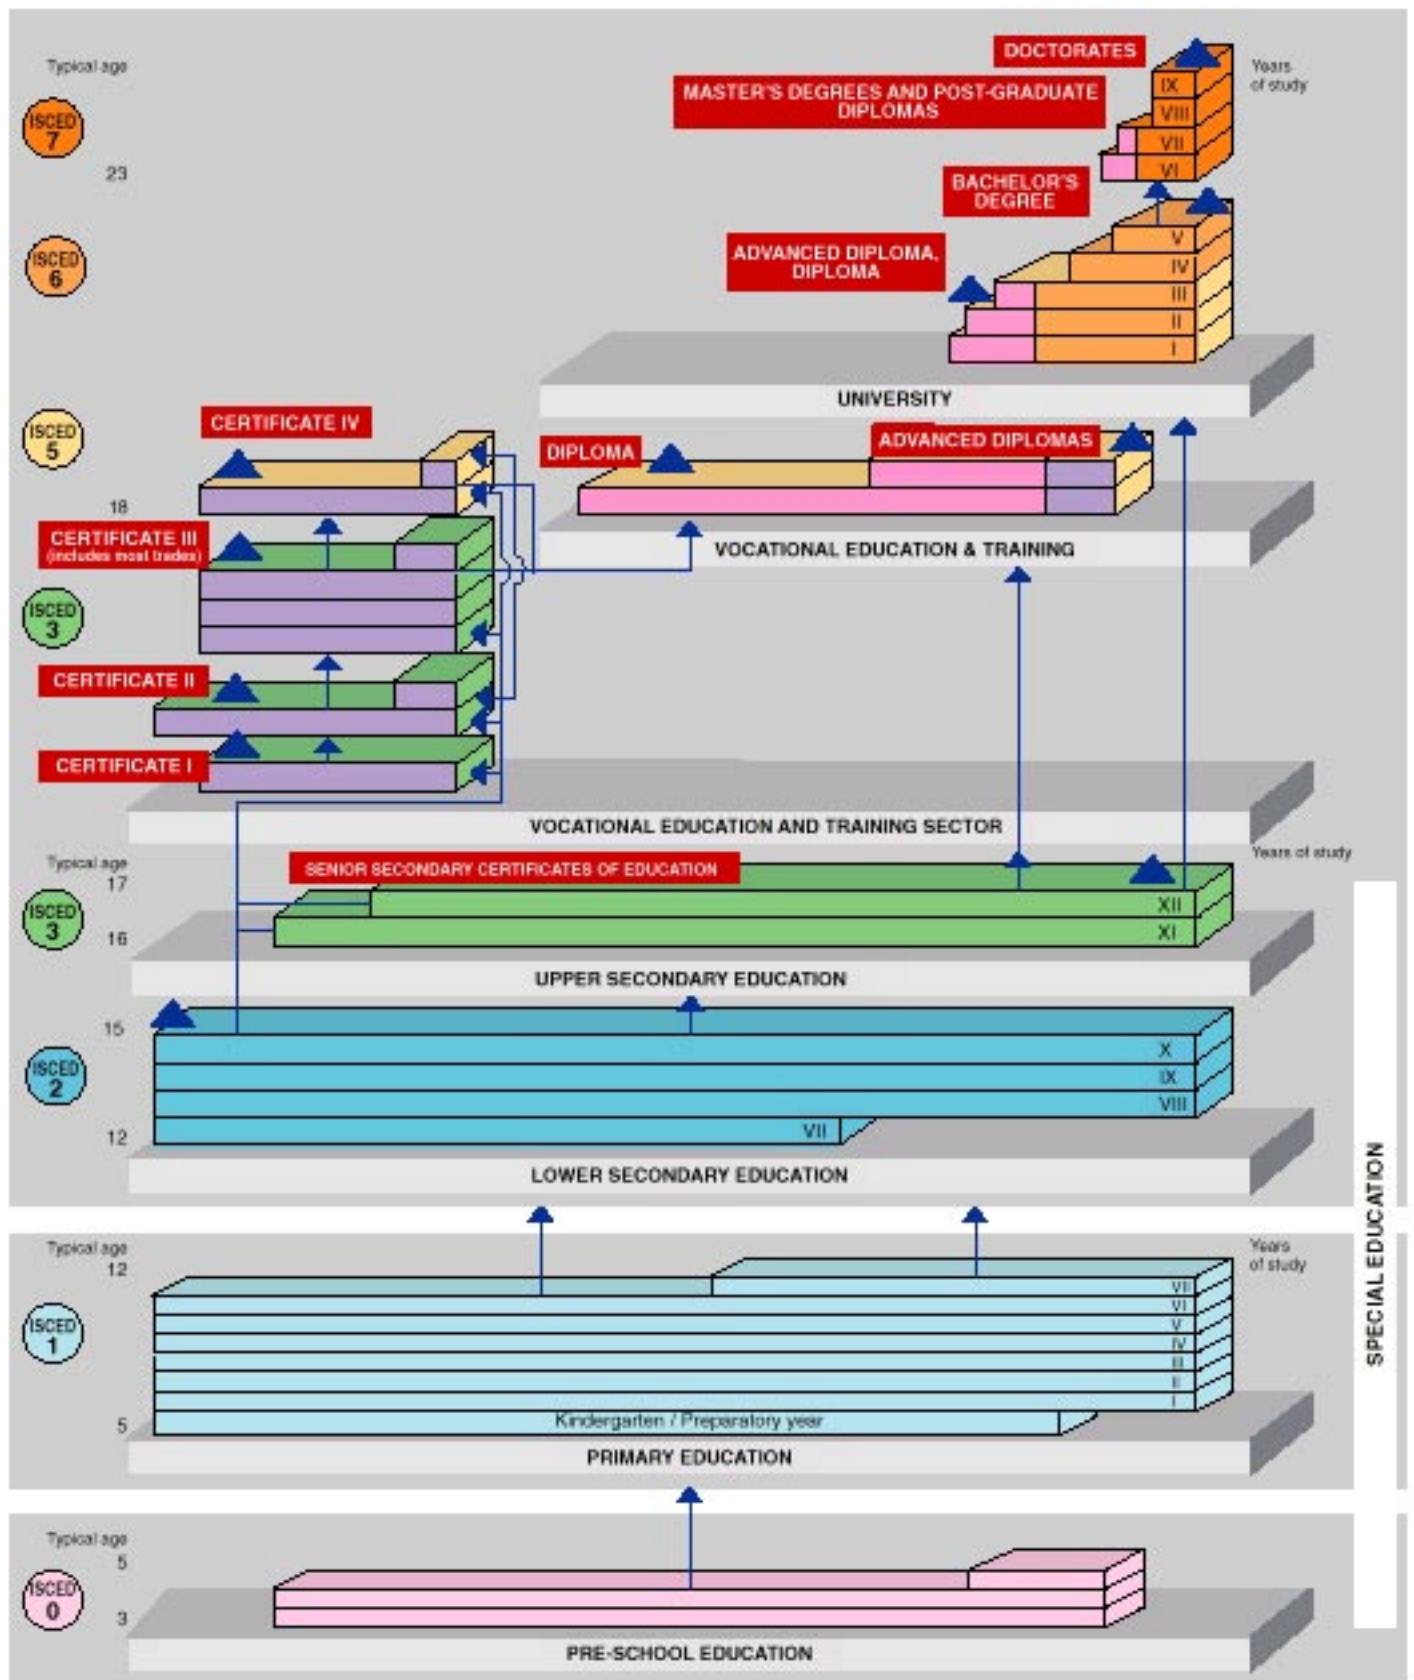 DOCTORATES
Typical age
Years
of study
IX
MASTER'S DEGREES AND POST-GRADUATE
DIPLOMAS
VIII
ISCED
7
VII
23
VI
BACHELOR'S
DEGREE
V
ADVANCED DIPLOMA,
DIPLOMA
ISCED
6
IV
III
II
I
UNIVERSITY
ISCED
5
CERTIFICATE IV
DIPLOMA
ADVANCED DIPLOMAS
18
CERTIFICATE III
(includes most trades)
VOCATIONAL EDUCATION & TRAINING
ISCED
3
CERTIFICATE II
CERTIFICATE I
VOCATIONAL EDUCATION AND TRAINING SECTOR
Typical age
Years of study
17
SENIOR SECONDARY CERTIFICATES OF EDUCATION
ISCED
3
XII
16
XI
UPPER SECONDARY EDUCATION
15
X
ISCED
2
IX
VIII
12
VII
LOWER SECONDARY EDUCATION
SPECIAL EDUCATION
Typical age
Years
of study
12
VII
VI
ISCED
1
V
IV
III
II
I
5
Kindergarten / Preparatory year
PRIMARY EDUCATION
Typical age
5
ISCED
0
3
PRE-SCHOOL EDUCATION